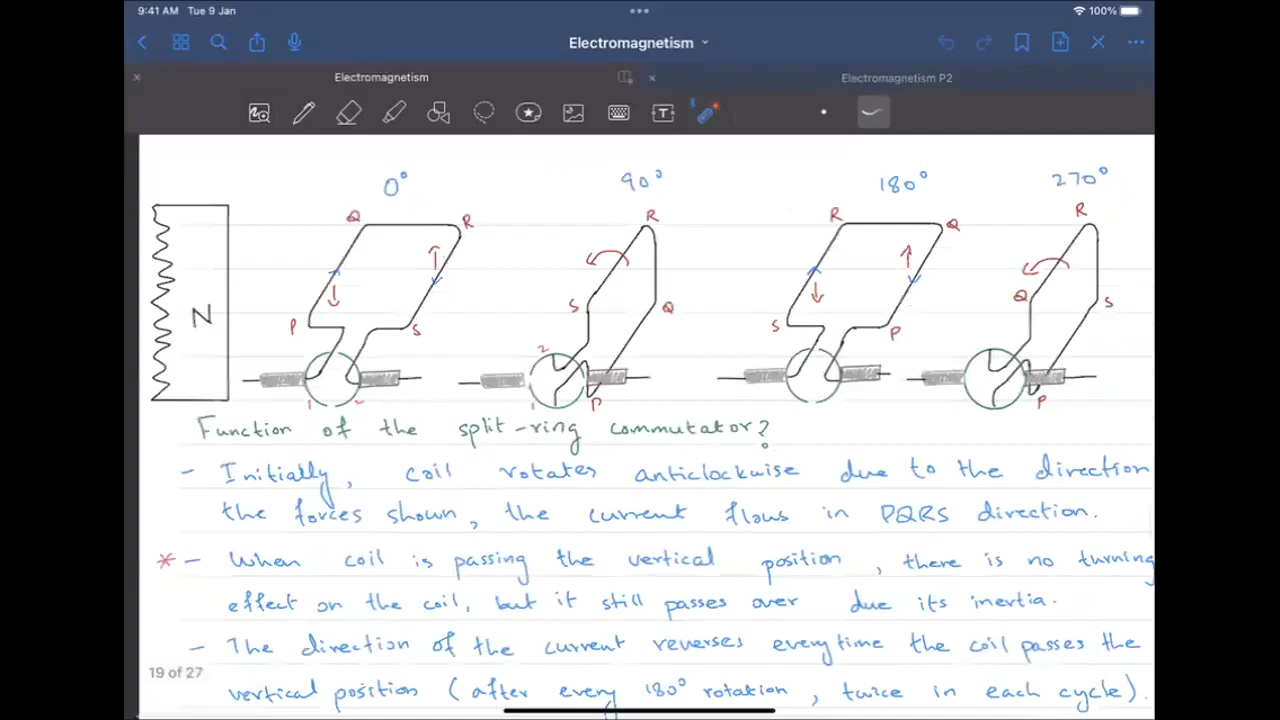 9:41 AM Tue 9 Jan
100%
Electromagnetism
Electromagnetism
Electromagnetism P2
0° 90° 180° 270°
Q R R R Q R
N
P S S Q S P Q S
1 2 2 1 P P
Function of the split-ring commutator?
- Initially, coil rotates anticlockwise due to the direction
the forces shown, the current flows in PQRS direction.
* - When coil is passing the vertical position, there is no turning
effect on the coil, but it still passes over due its inertia.
- The direction of the current reverses everytime the coil passes the
19 of 27
vertical position (after every 180° rotation, twice in each cycle).